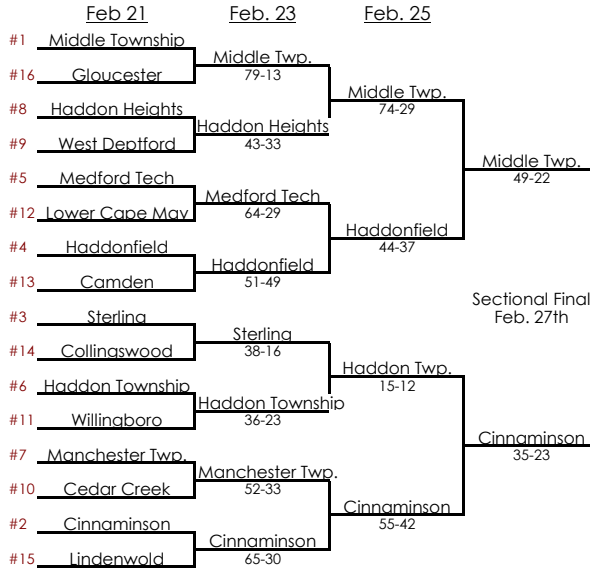 Feb 21 Feb. 23 Feb. 25
#1 Middle Township
Middle Twp.
#16 Gloucester 79-13
Middle Twp.
#8 Haddon Heights 74-29
Haddon Heights
#9 West Deptford 43-33
Middle Twp.
#5 Medford Tech 49-22
Medford Tech
#12 Lower Cape May 64-29
Haddonfield
#4 Haddonfield 44-37
Haddonfield
#13 Camden 51-49
Sectional Final
#3 Sterling Feb. 27th
Sterling
#14 Collingswood 38-16
Haddon Twp.
#6 Haddon Township 15-12
Haddon Township
#11 Willingboro 36-23
Cinnaminson
#7 Manchester Twp. 35-23
Manchester Twp.
#10 Cedar Creek 52-33
Cinnaminson
#2 Cinnaminson 55-42
Cinnaminson
#15 Lindenwold 65-30